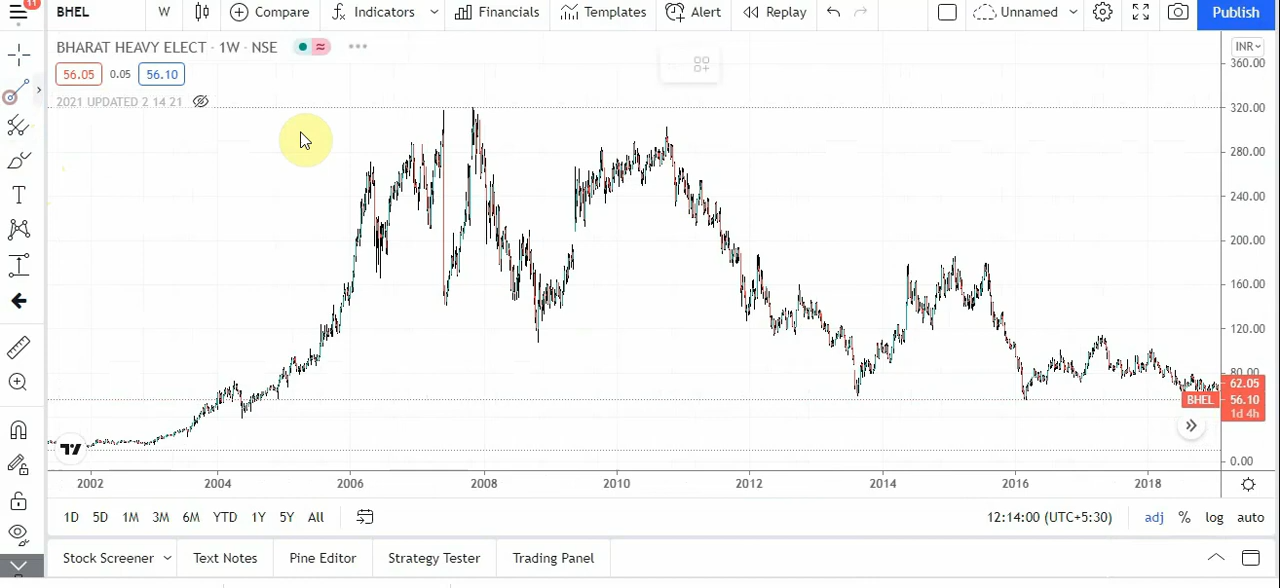 11
BHEL W Compare Indicators Financials Templates Alert Replay Unnamed Publish
BHARAT HEAVY ELECT · 1W · NSE
INR
56.05 0.05 56.10
2021 UPDATED 2 14 21
360.00
320.00
280.00
240.00
200.00
160.00
120.00
80.00
62.05
BHEL 56.10
1d 4h
0.00
2002 2004 2006 2008 2010 2012 2014 2016 2018
1D 5D 1M 3M 6M YTD 1Y 5Y All 12:14:00 (UTC+5:30) adj % log auto
Stock Screener Text Notes Pine Editor Strategy Tester Trading Panel